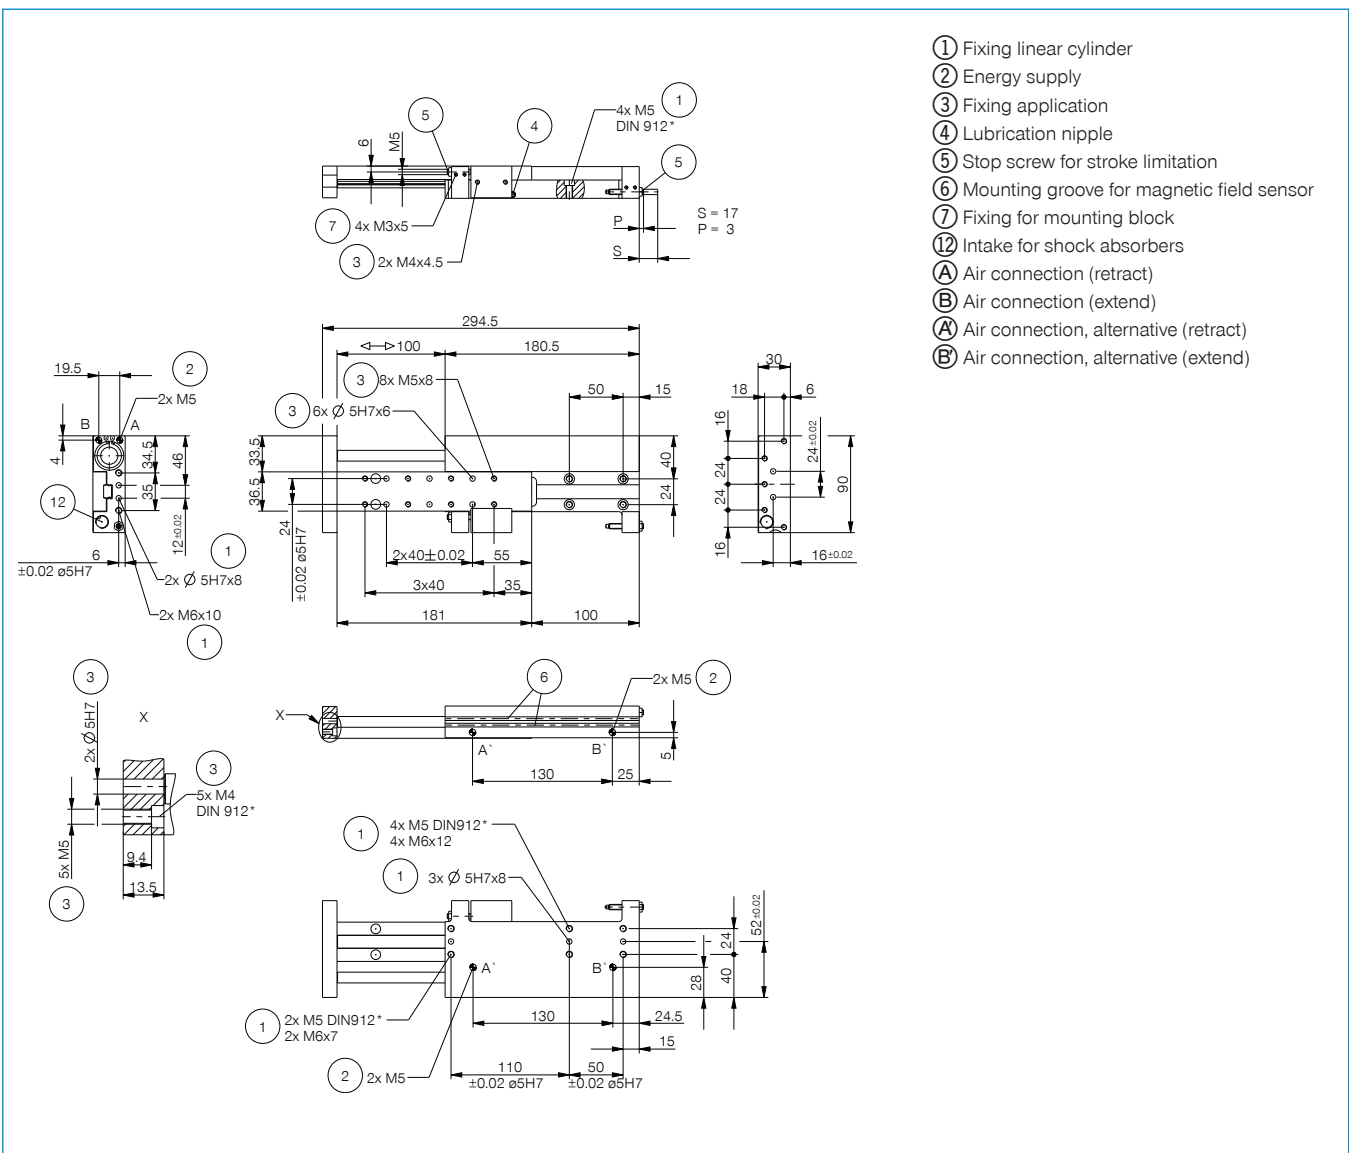 ① Fixing linear cylinder
② Energy supply
③ Fixing application
④ Lubrication nipple
⑤ Stop screw for stroke limitation
⑥ Mounting groove for magnetic field sensor
⑦ Fixing for mounting block
⑫ Intake for shock absorbers
Ⓐ Air connection (retract)
Ⓑ Air connection (extend)
A' Air connection, alternative (retract)
B' Air connection, alternative (extend)
6
M5
5
4
4x M5
DIN 912*
1
5
7
4x M3x5
3
2x M4x4.5
P
S
S = 17
P = 3
294.5
100
180.5
3
8x M5x8
3
6x Ø 5H7x6
50
15
33.5
36.5
40
24
24
±0.02 ø5H7
2x40±0.02
55
3x40
35
181
100
19.5
2
2x M5
B
A
4
34.5
46
35
12
12±0.02
6
±0.02 ø5H7
1
2x Ø 5H7x8
2x M6x10
1
30
18
6
16
24
24
16
24±0.02
90
16±0.02
3
2x Ø 5H7
X
3
5x M4
DIN 912*
5x M5
9.4
13.5
3
X
6
2x M5
2
A`
B`
5
130
25
1
4x M5 DIN912*
4x M6x12
1
3x Ø 5H7x8
A`
B`
28
24
40
52±0.02
1
2x M5 DIN912*
2x M6x7
130
24.5
15
2
2x M5
110
±0.02 ø5H7
50
±0.02 ø5H7